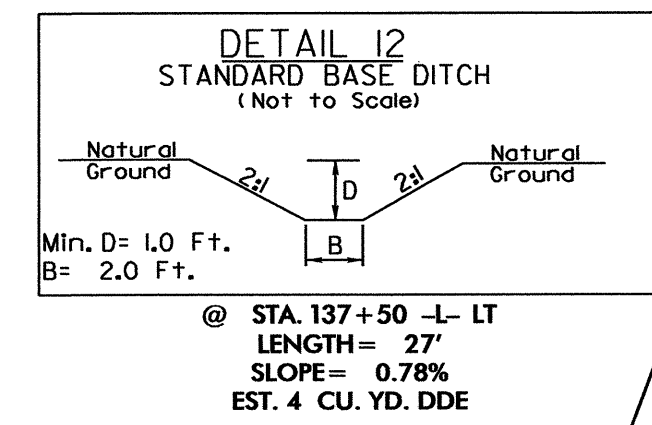 DETAIL 12
STANDARD BASE DITCH
(Not to Scale)
Natural
Ground
2:1
D
2:1
Natural
Ground
Min. D= 1.0 Ft.
B= 2.0 Ft.
B
@ STA. 137+50 -L- LT
LENGTH= 27'
SLOPE= 0.78%
EST. 4 CU. YD. DDE